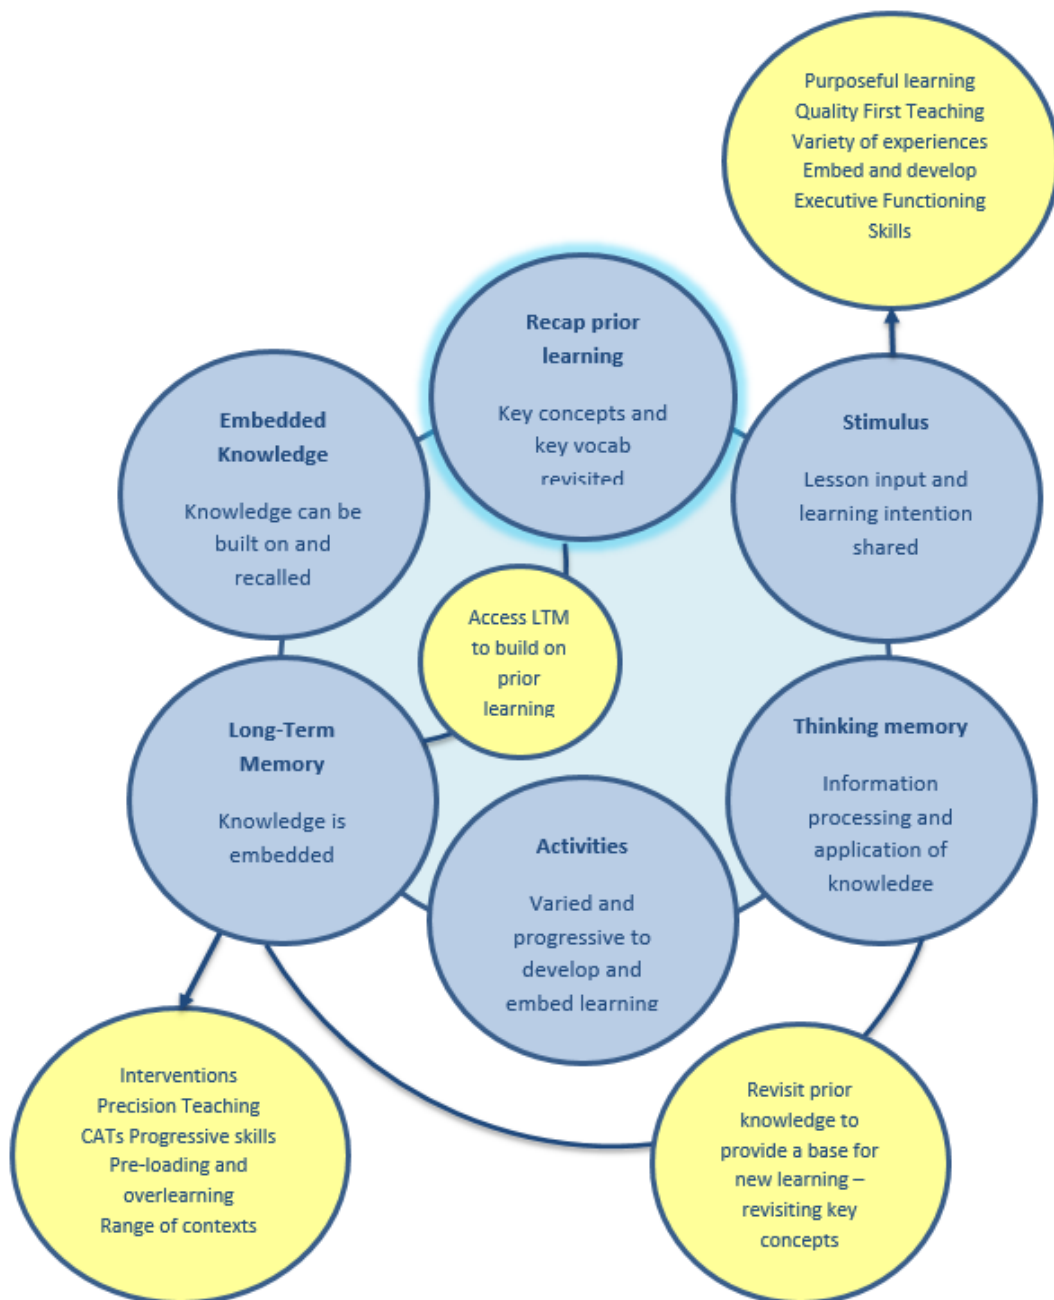 Purposeful learning
Quality First Teaching
Variety of experiences
Embed and develop
Executive Functioning
Skills
Recap prior
learning
Key concepts and
key vocab
revisited
Stimulus
Lesson input and
learning intention
shared
Thinking memory
Information
processing and
application of
knowledge
Activities
Varied and
progressive to
develop and
embed learning
Long-Term
Memory
Knowledge is
embedded
Embedded
Knowledge
Knowledge can be
built on and
recalled
Access LTM
to build on
prior
learning
Interventions
Precision Teaching
CATs Progressive skills
Pre-loading and
overlearning
Range of contexts
Revisit prior
knowledge to
provide a base for
new learning –
revisiting key
concepts